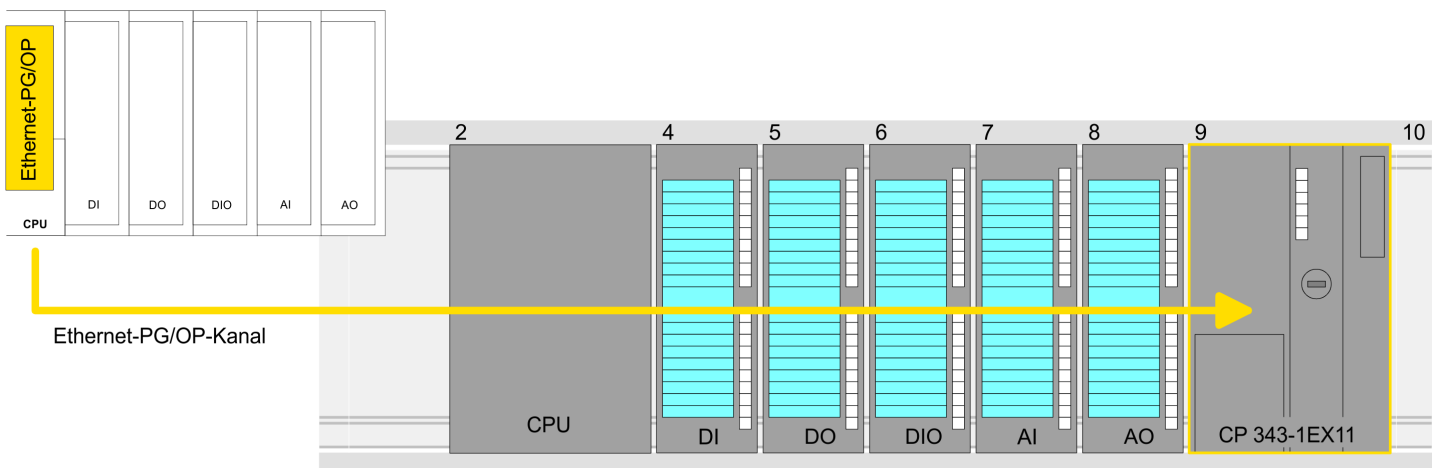 Ethernet-PG/OP
CPU
DI
DO
DIO
AI
AO
Ethernet-PG/OP-Kanal
2
4
5
6
7
8
9
10
CPU
DI
DO
DIO
AI
AO
CP 343-1EX11